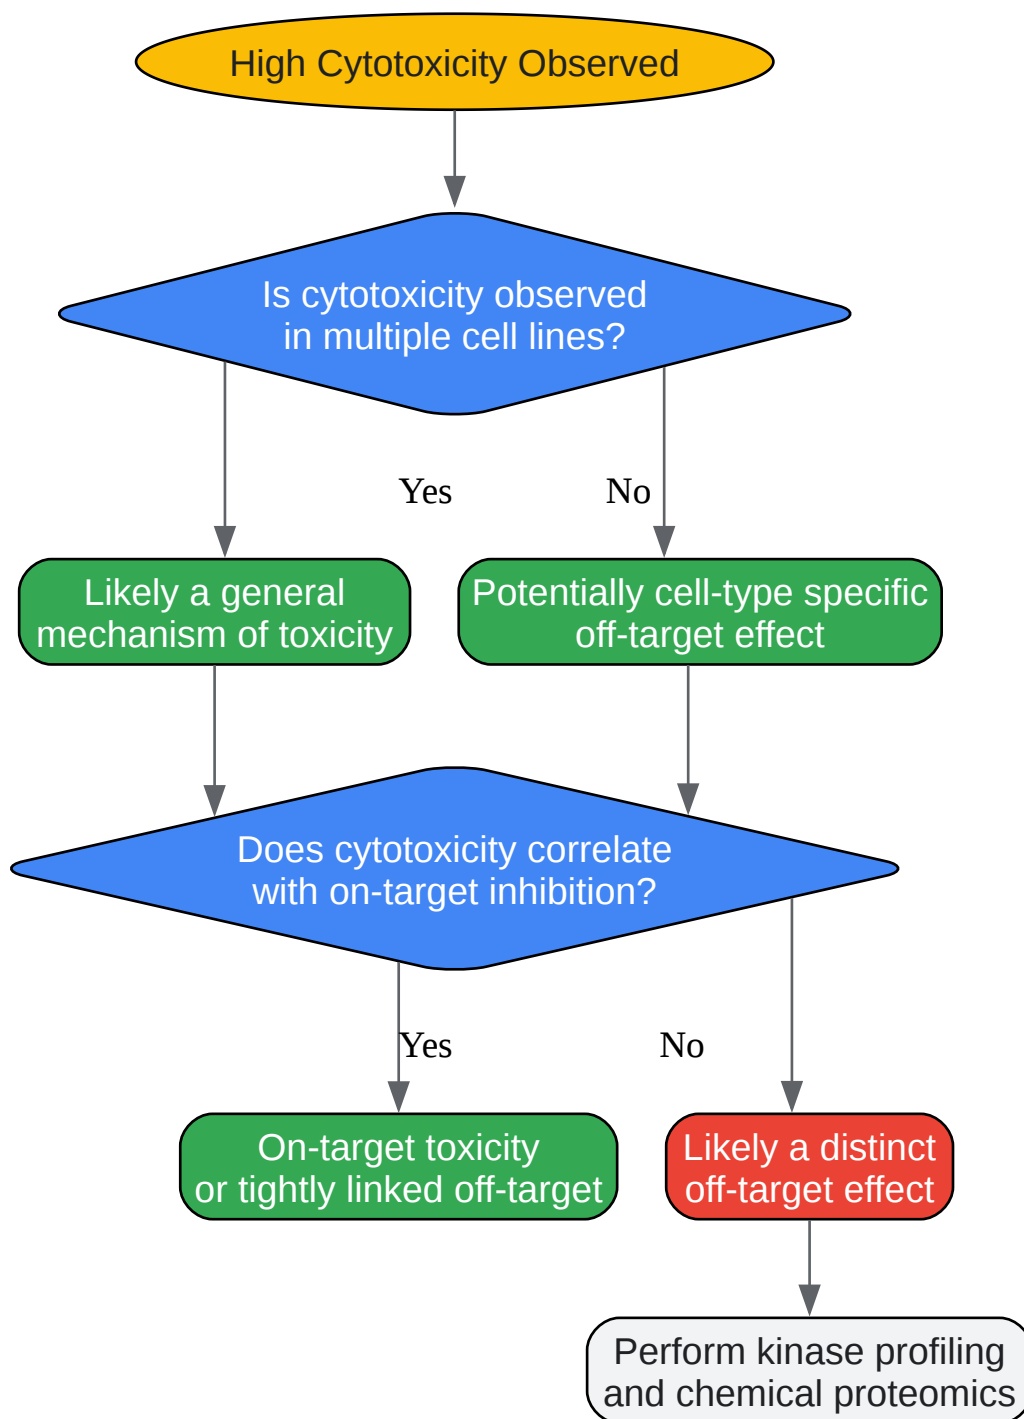 High Cytotoxicity Observed
Is cytotoxicity observed
in multiple cell lines?
Yes
No
Likely a general
mechanism of toxicity
Potentially cell-type specific
off-target effect
Does cytotoxicity correlate
with on-target inhibition?
Yes
No
On-target toxicity
or tightly linked off-target
Likely a distinct
off-target effect
Perform kinase profiling
and chemical proteomics